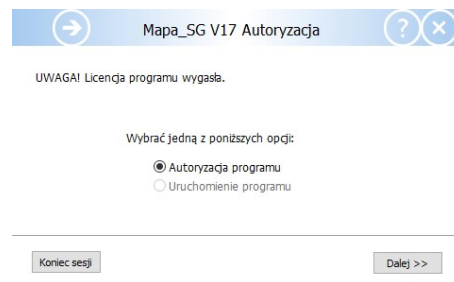 Mapa_SG V17 Autoryzacja
UWAGA! Licencja programu wygasła.
Wybrać jedną z poniższych opcji:
Autoryzacja programu
Uruchomienie programu
Koniec sesji
Dalej >>